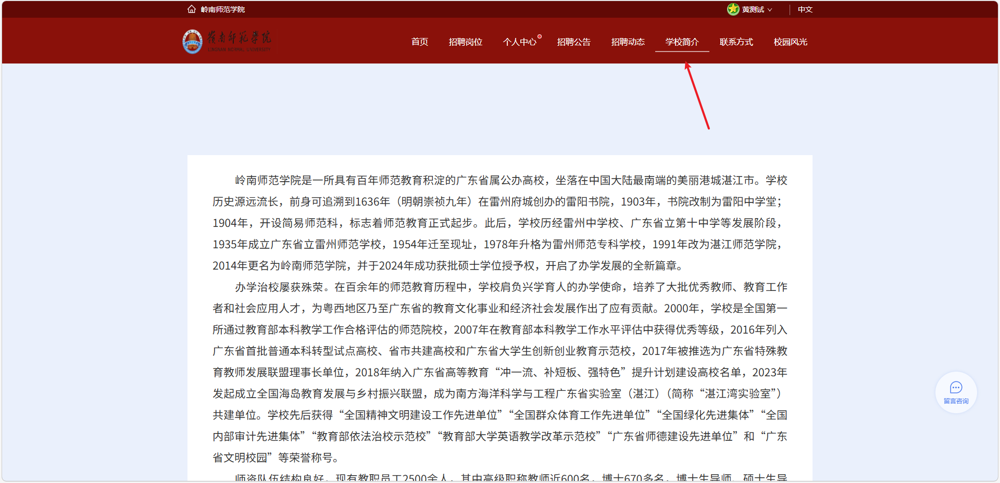 岭南师范学院
黄测试
中文
嶺南師範學院
LINGNAN NORMAL UNIVERSITY
首页
招聘岗位
个人中心
招聘公告
招聘动态
学校简介
联系方式
校园风光
岭南师范学院是一所具有百年师范教育积淀的广东省属公办高校，坐落在中国大陆最南端的美丽港城湛江市。学校
历史源远流长，前身可追溯到1636年（明朝崇祯九年）在雷州府城创办的雷阳书院，1903年，书院改制为雷阳中学堂；
1904年，开设简易师范科，标志着师范教育正式起步。此后，学校历经雷州中学校、广东省立第十中学等发展阶段，
1935年成立广东省立雷州师范学校，1954年迁至现址，1978年升格为雷州师范专科学校，1991年改为湛江师范学院，
2014年更名为岭南师范学院，并于2024年成功获批硕士学位授予权，开启了办学发展的全新篇章。
办学治校屡获殊荣。在百余年的师范教育历程中，学校肩负兴学育人的办学使命，培养了大批优秀教师、教育工作
者和社会应用人才，为粤西地区乃至广东省的教育文化事业和经济社会发展作出了应有贡献。2000年，学校是全国第一
所通过教育部本科教学工作合格评估的师范院校，2007年在教育部本科教学工作水平评估中获得优秀等级，2016年列入
广东省首批普通本科转型试点高校、省市共建高校和广东省大学生创新创业教育示范校，2017年被推选为广东省特殊教
育教师发展联盟理事长单位，2018年纳入广东省高等教育“冲一流、补短板、强特色”提升计划建设高校名单，2023年
发起成立全国海岛教育发展与乡村振兴联盟，成为南方海洋科学与工程广东省实验室（湛江）（简称“湛江湾实验室”）
共建单位。学校先后获得“全国精神文明建设工作先进单位”“全国群众体育工作先进单位”“全国绿化先进集体”“全国
内部审计先进集体”“教育部依法治校示范校”“教育部大学英语教学改革示范校”“广东省师德建设先进单位”和“广东
省文明校园”等荣誉称号。
师资队伍结构良好。现有教职员工2500余人，其中高级职称教师近600名，博士670多名，博士生导师、硕士生导
留言咨询